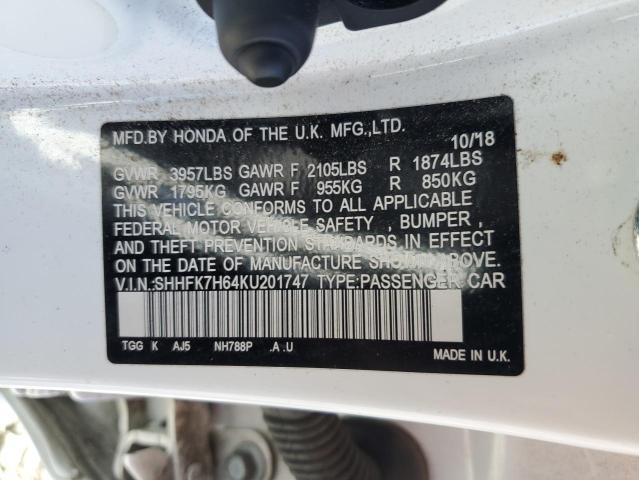 MFD.BY HONDA OF THE U.K. MFG.,LTD. 10/18
GVWR 3957LBS GAWR F 2105LBS R 1874LBS
GVWR 1795KG GAWR F 955KG R 850KG
THIS VEHICLE CONFORMS TO ALL APPLICABLE
FEDERAL MOTOR VEHICLE SAFETY , BUMPER ,
AND THEFT PREVENTION STANDARDS IN EFFECT
ON THE DATE OF MANUFACTURE SHOWN ABOVE.
V.I.N.:SHHFK7H64KU201747 TYPE:PASSENGER CAR
TGG K AJ5 NH788P .A .U MADE IN U.K.